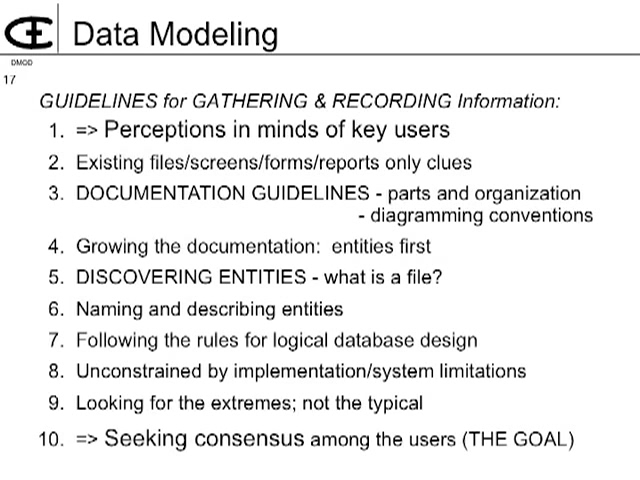 Œ Data Modeling
DMOD
17
GUIDELINES for GATHERING & RECORDING Information:
1. => Perceptions in minds of key users
2. Existing files/screens/forms/reports only clues
3. DOCUMENTATION GUIDELINES - parts and organization
- diagramming conventions
4. Growing the documentation: entities first
5. DISCOVERING ENTITIES - what is a file?
6. Naming and describing entities
7. Following the rules for logical database design
8. Unconstrained by implementation/system limitations
9. Looking for the extremes; not the typical
10. => Seeking consensus among the users (THE GOAL)